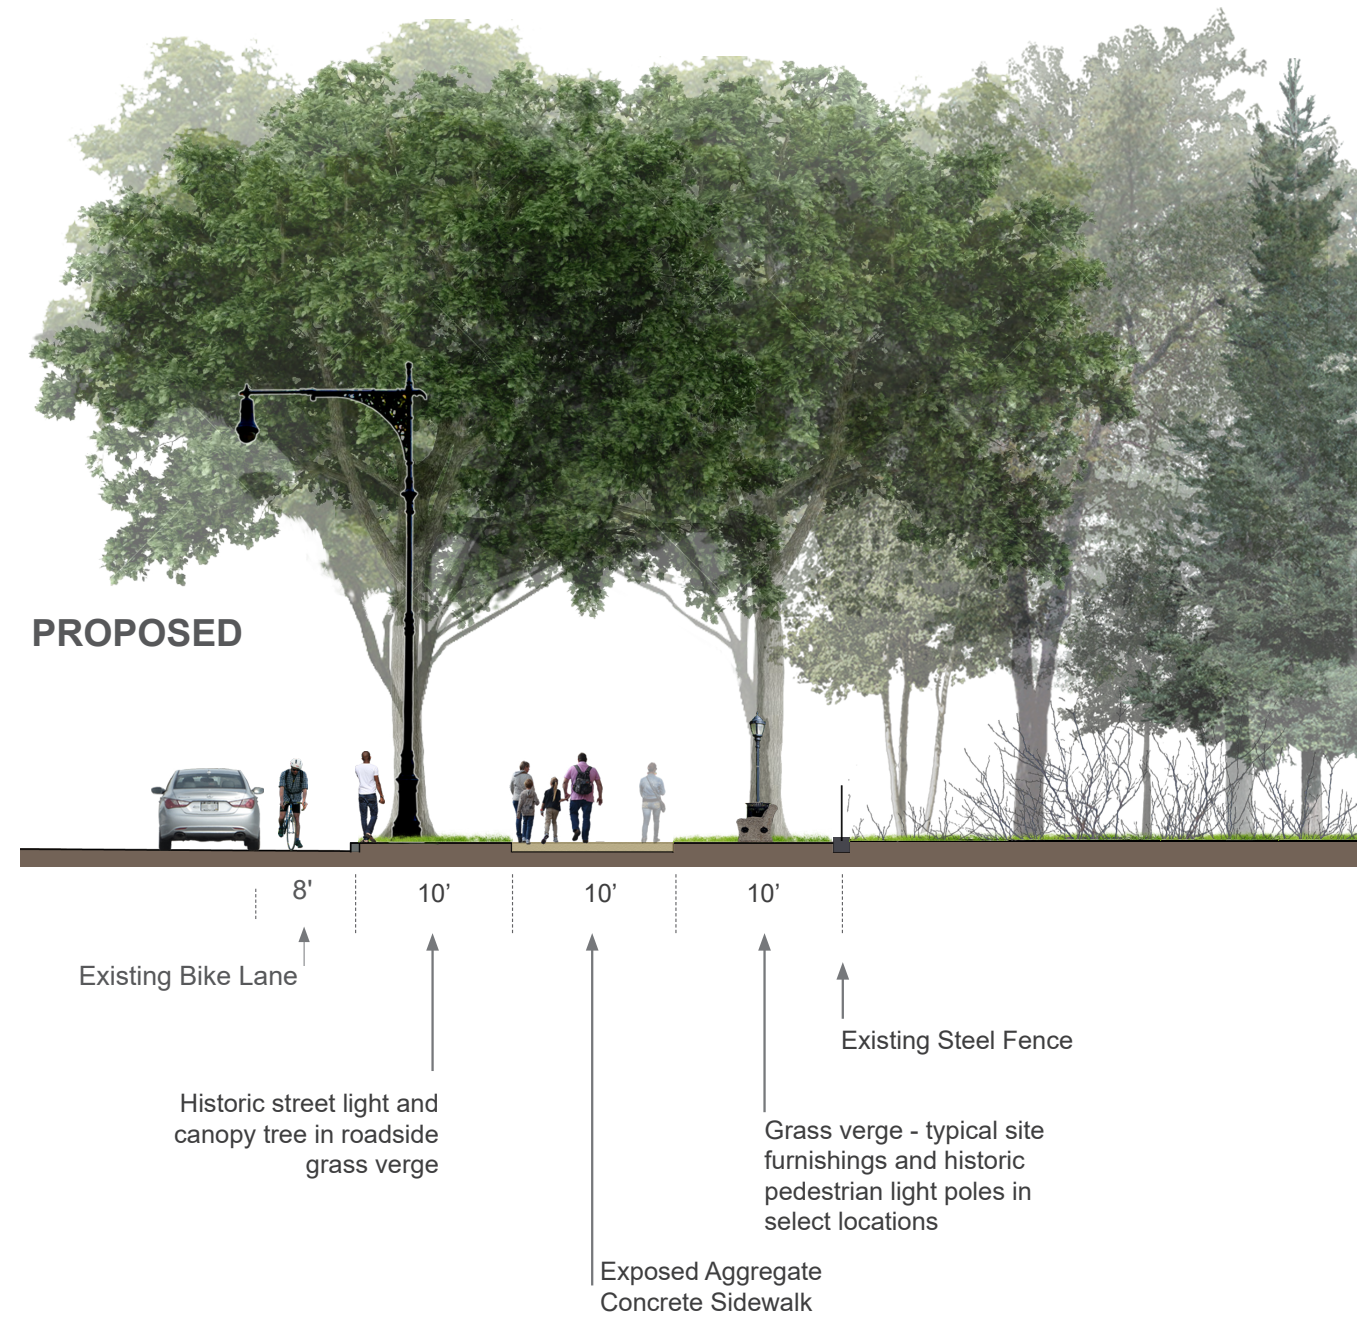 PROPOSED
8'
10’
10’
10’
Existing Bike Lane
Existing Steel Fence
Historic street light and
canopy tree in roadside
grass verge
Grass verge - typical site
furnishings and historic
pedestrian light poles in
select locations
Exposed Aggregate
Concrete Sidewalk